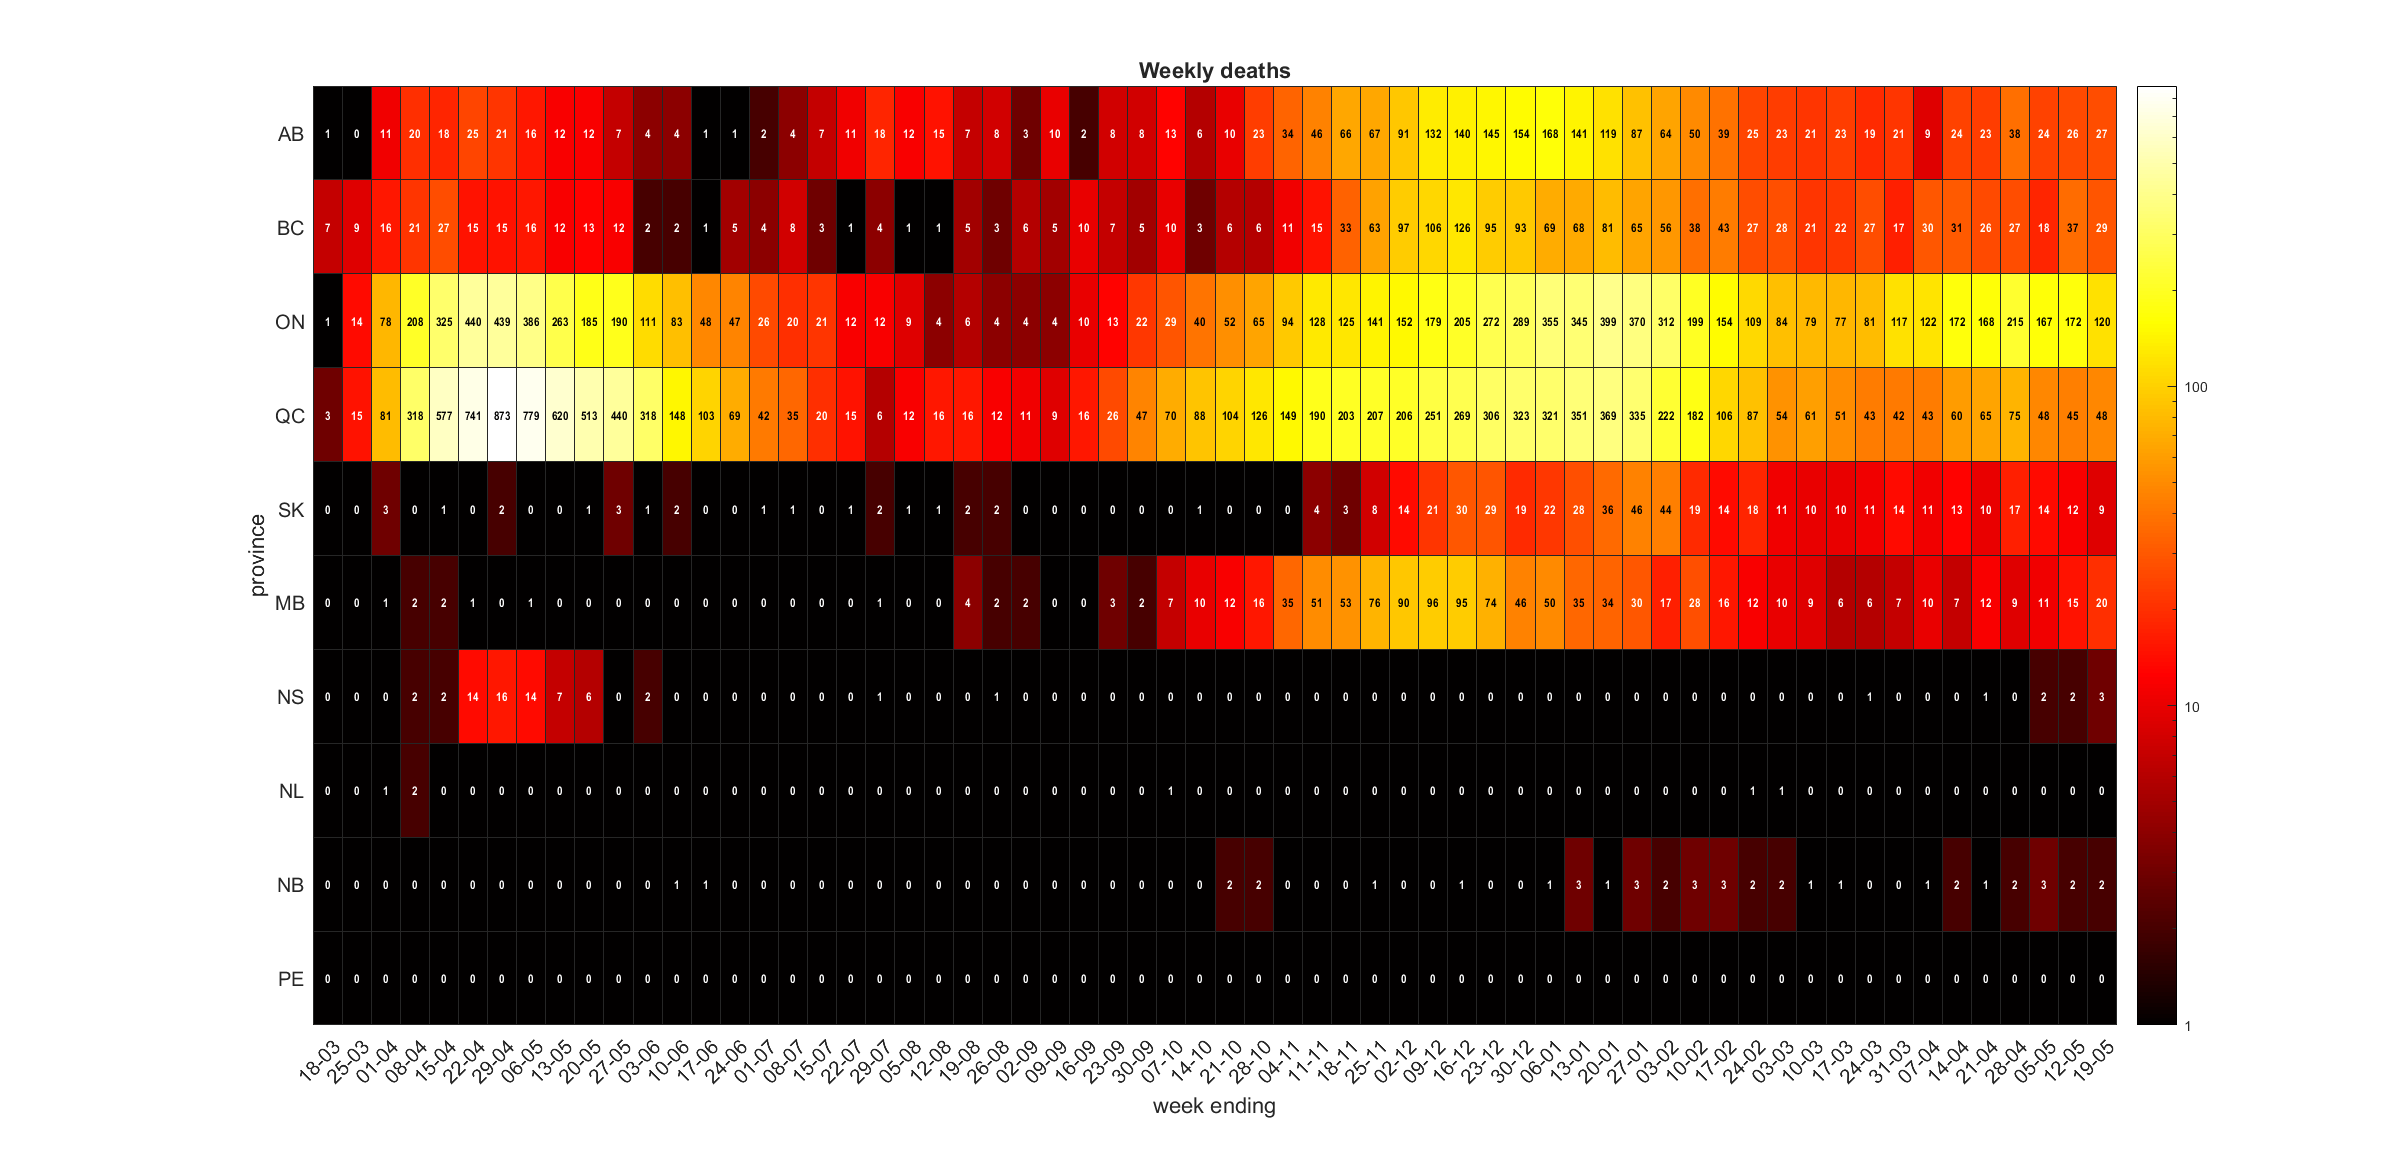 Weekly deaths
AB 1 0 11 20 18 25 21 16 12 12 7 4 4 1 1 2 4 7 11 18 12 15 7 8 3 10 2 8 8 13 6 10 23 34 46 66 67 91 132 140 145 154 168 141 119 87 64 50 39 25 23 21 23 19 21 9 24 23 38 24 26 27
BC 7 9 16 21 27 15 15 16 12 13 12 2 2 1 5 4 8 3 1 4 1 1 5 3 6 5 10 7 5 10 3 6 6 11 15 33 63 97 106 126 95 93 69 68 81 65 56 38 43 27 28 21 22 27 17 30 31 26 27 18 37 29
ON 1 14 78 208 325 440 439 386 263 185 190 111 83 48 47 26 20 21 12 12 9 4 6 4 4 4 10 13 22 29 40 52 65 94 128 125 141 152 179 205 272 289 355 345 399 370 312 199 154 109 84 79 77 81 117 122 172 168 215 167 172 120
QC 3 15 81 318 577 741 873 779 620 513 440 318 148 103 69 42 35 20 15 6 12 16 16 12 11 9 16 26 47 70 88 104 126 149 190 203 207 206 251 269 306 323 321 351 369 335 222 182 106 87 54 61 51 43 42 43 60 65 75 48 45 48
100
SK 0 0 3 0 1 0 2 0 0 1 3 1 2 0 0 1 1 0 1 2 1 1 2 2 0 0 0 0 0 0 1 0 0 0 4 3 8 14 21 30 29 19 22 28 36 46 44 19 14 18 11 10 10 11 14 11 13 10 17 14 12 9
province
MB 0 0 1 2 2 1 0 1 0 0 0 0 0 0 0 0 0 0 0 1 0 0 4 2 2 0 0 3 2 7 10 12 16 35 51 53 76 90 96 95 74 46 50 35 34 30 17 28 16 12 10 9 6 6 7 10 7 12 9 11 15 20
NS 0 0 0 2 2 14 16 14 7 6 0 2 0 0 0 0 0 0 0 1 0 0 0 1 0 0 0 0 0 0 0 0 0 0 0 0 0 0 0 0 0 0 0 0 0 0 0 0 0 0 0 0 0 1 0 0 0 1 0 2 2 3
10
NL 0 0 1 2 0 0 0 0 0 0 0 0 0 0 0 0 0 0 0 0 0 0 0 0 0 0 0 0 0 1 0 0 0 0 0 0 0 0 0 0 0 0 0 0 0 0 0 0 0 1 1 0 0 0 0 0 0 0 0 0 0 0
NB 0 0 0 0 0 0 0 0 0 0 0 0 1 1 0 0 0 0 0 0 0 0 0 0 0 0 0 0 0 0 0 2 2 0 0 0 1 0 0 1 0 0 1 3 1 3 2 3 3 2 2 1 1 0 0 1 2 1 2 3 2 2
PE 0 0 0 0 0 0 0 0 0 0 0 0 0 0 0 0 0 0 0 0 0 0 0 0 0 0 0 0 0 0 0 0 0 0 0 0 0 0 0 0 0 0 0 0 0 0 0 0 0 0 0 0 0 0 0 0 0 0 0 0 0 0
1
18-03 25-03 01-04 08-04 15-04 22-04 29-04 06-05 13-05 20-05 27-05 03-06 10-06 17-06 24-06 01-07 08-07 15-07 22-07 29-07 05-08 12-08 19-08 26-08 02-09 09-09 16-09 23-09 30-09 07-10 14-10 21-10 28-10 04-11 11-11 18-11 25-11 02-12 09-12 16-12 23-12 30-12 06-01 13-01 20-01 27-01 03-02 10-02 17-02 24-02 03-03 10-03 17-03 24-03 31-03 07-04 14-04 21-04 28-04 05-05 12-05 19-05
week ending